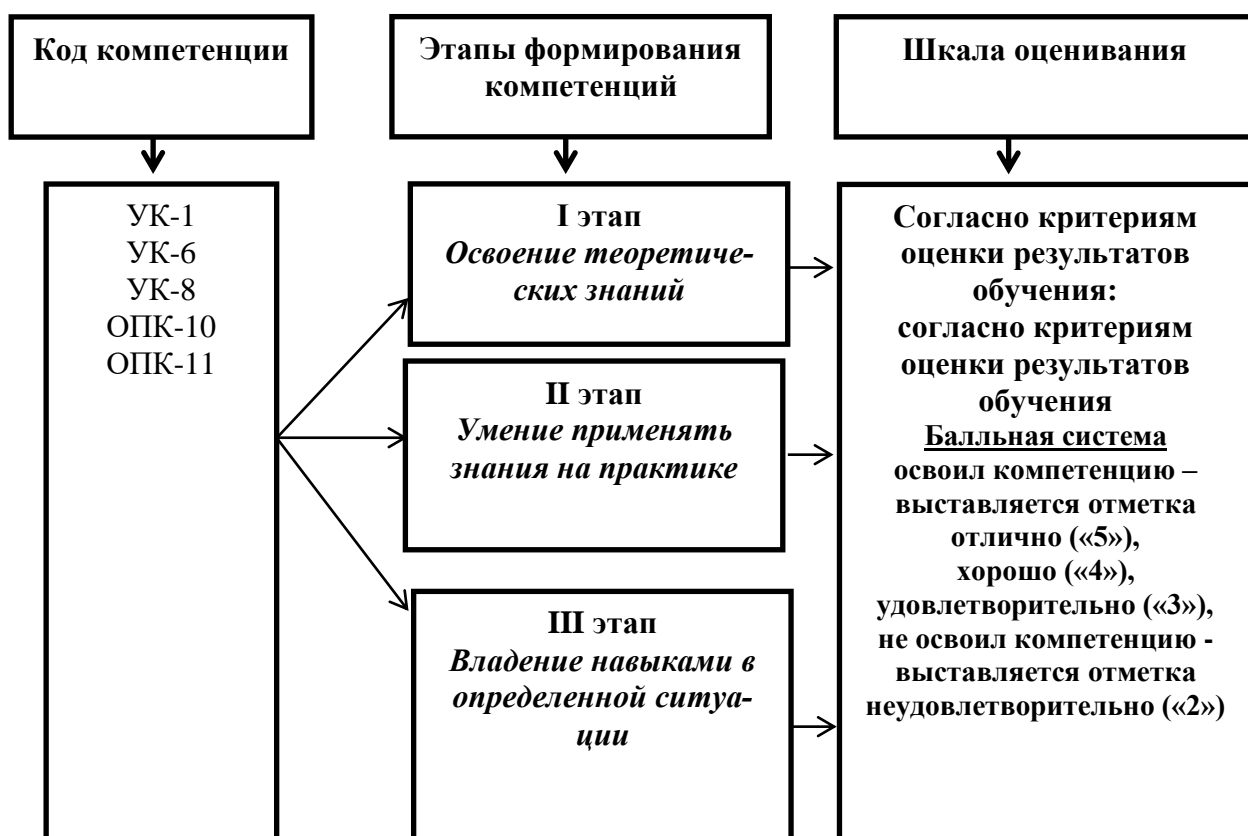 Код компетенции
Этапы формирования
компетенций
Шкала оценивания
УК-1
УК-6
УК-8
ОПК-10
ОПК-11
I этап
Освоение теоретиче-
ских знаний
II этап
Умение применять
знания на практике
III этап
Владение навыками в
определенной ситуа-
ции
Согласно критериям
оценки результатов
обучения:
согласно критериям
оценки результатов
обучения
Балльная система
освоил компетенцию –
выставляется отметка
отлично («5»),
хорошо («4»),
удовлетворительно («3»),
не освоил компетенцию -
выставляется отметка
неудовлетворительно («2»)